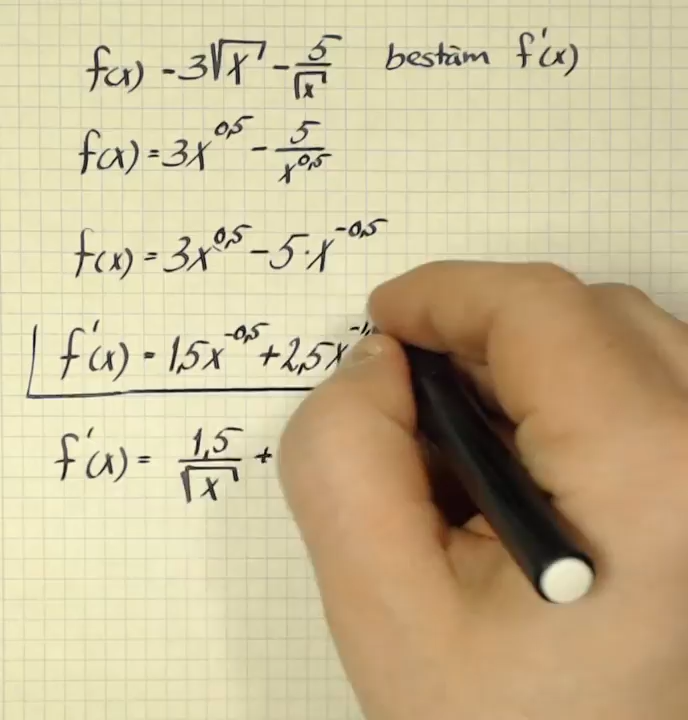 f(x) = 3√x - 5/√x bestäm f'(x)
f(x) = 3x^0,5 - 5/x^0,5
f(x) = 3x^0,5 - 5·x^-0,5
f'(x) = 1,5x^-0,5 + 2,5x^-1,
f'(x) = 1,5/√x +